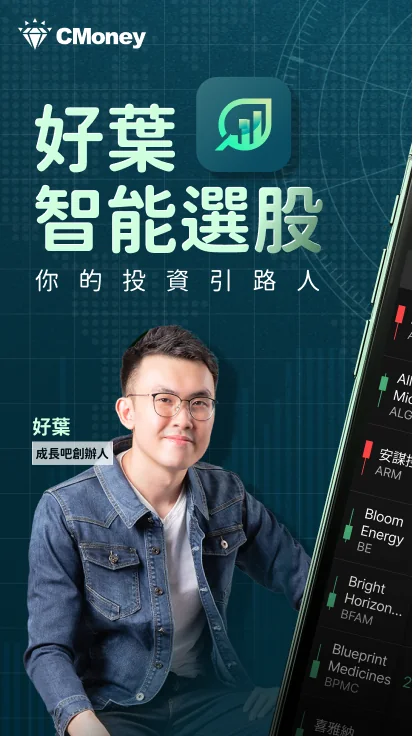 CMoney
好葉
智能選股
你的投資引路人
好葉
成長吧創辦人
ALG
安謀
ARM
Bloom
Energy
BE
Bright
Horizon...
BFAM
Blueprint
Medicines
BPMC
喜雅納